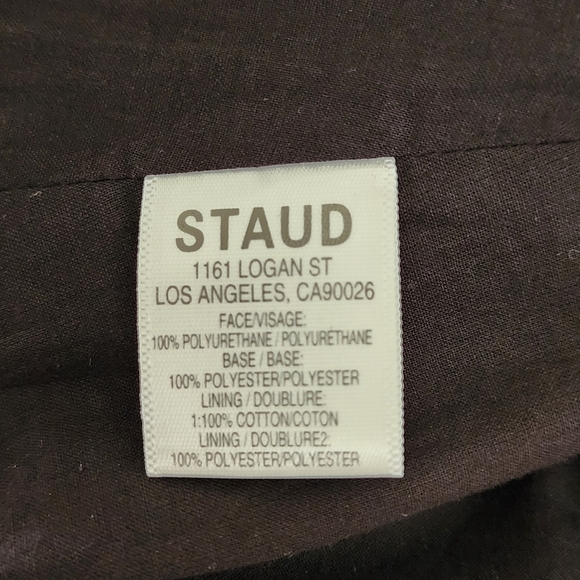 STAUD
1161 LOGAN ST
LOS ANGELES, CA90026
FACE/VISAGE:
100% POLYURETHANE / POLYURÉTHANE
BASE / BASE:
100% POLYESTER/POLYESTER
LINING / DOUBLURE:
1:100% COTTON/COTON
LINING / DOUBLURE2:
100% POLYESTER/POLYESTER